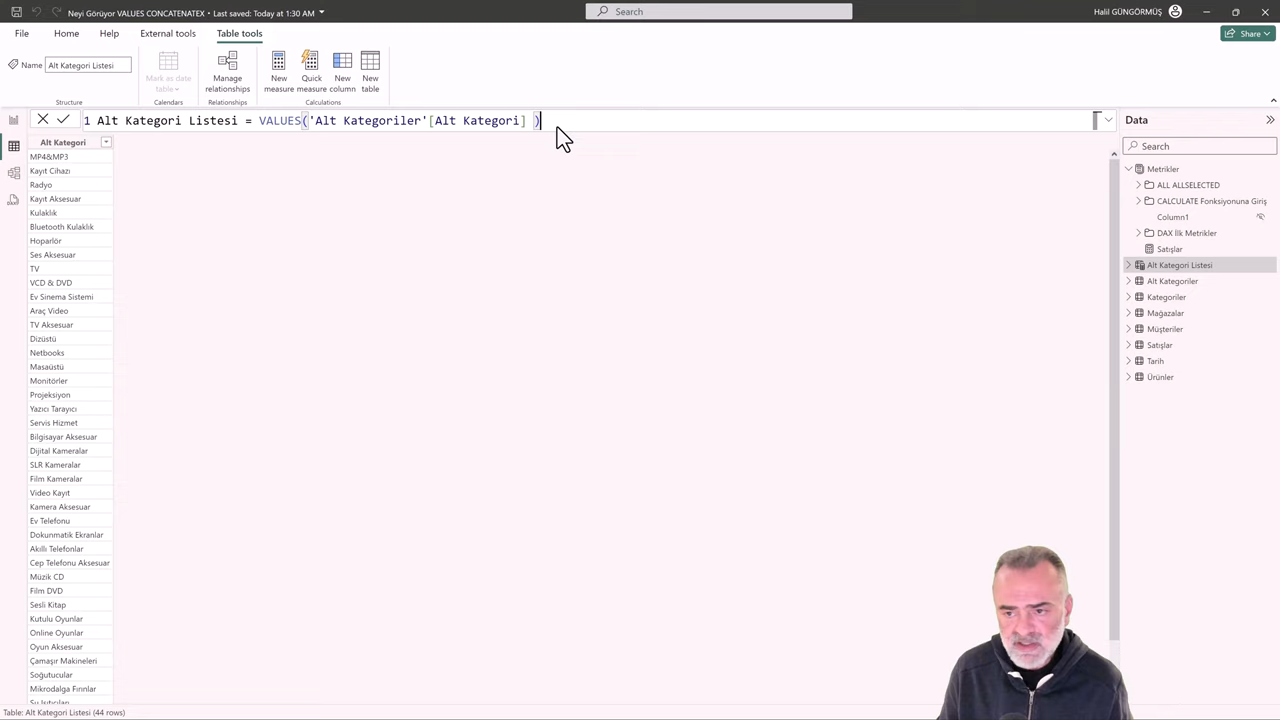 Neyi Görüyor VALUES CONCATENATEX • Last saved: Today at 1:30 AM
Search
Halil GÜNGÖRMÜŞ
File
Home
Help
External tools
Table tools
Share
Name
Alt Kategori Listesi
Mark as date
table
Manage
relationships
New
measure
Quick
measure
New
column
New
table
Structure
Calendars
Relationships
Calculations
1 Alt Kategori Listesi = VALUES('Alt Kategoriler'[Alt Kategori] )
Alt Kategori
MP4&MP3
Kayıt Cihazı
Radyo
Kayıt Aksesuar
Kulaklık
Bluetooth Kulaklık
Hoparlör
Ses Aksesuar
TV
VCD & DVD
Ev Sinema Sistemi
Araç Video
TV Aksesuar
Dizüstü
Netbooks
Masaüstü
Monitörler
Projeksiyon
Yazıcı Tarayıcı
Servis Hizmet
Bilgisayar Aksesuar
Dijital Kameralar
SLR Kameralar
Film Kameralar
Video Kayıt
Kamera Aksesuar
Ev Telefonu
Dokunmatik Ekranlar
Akıllı Telefonlar
Cep Telefonu Aksesuar
Müzik CD
Film DVD
Sesli Kitap
Kutulu Oyunlar
Online Oyunlar
Oyun Aksesuar
Çamaşır Makineleri
Soğutucular
Mikrodalga Fırınlar
Su Isıtıcıları
Table: Alt Kategori Listesi (44 rows)
Data
Search
Metrikler
ALL ALLSELECTED
CALCULATE Fonksiyonuna Giriş
Column1
DAX İlk Metrikler
Satışlar
Alt Kategori Listesi
Alt Kategoriler
Kategoriler
Mağazalar
Müşteriler
Satışlar
Tarih
Ürünler